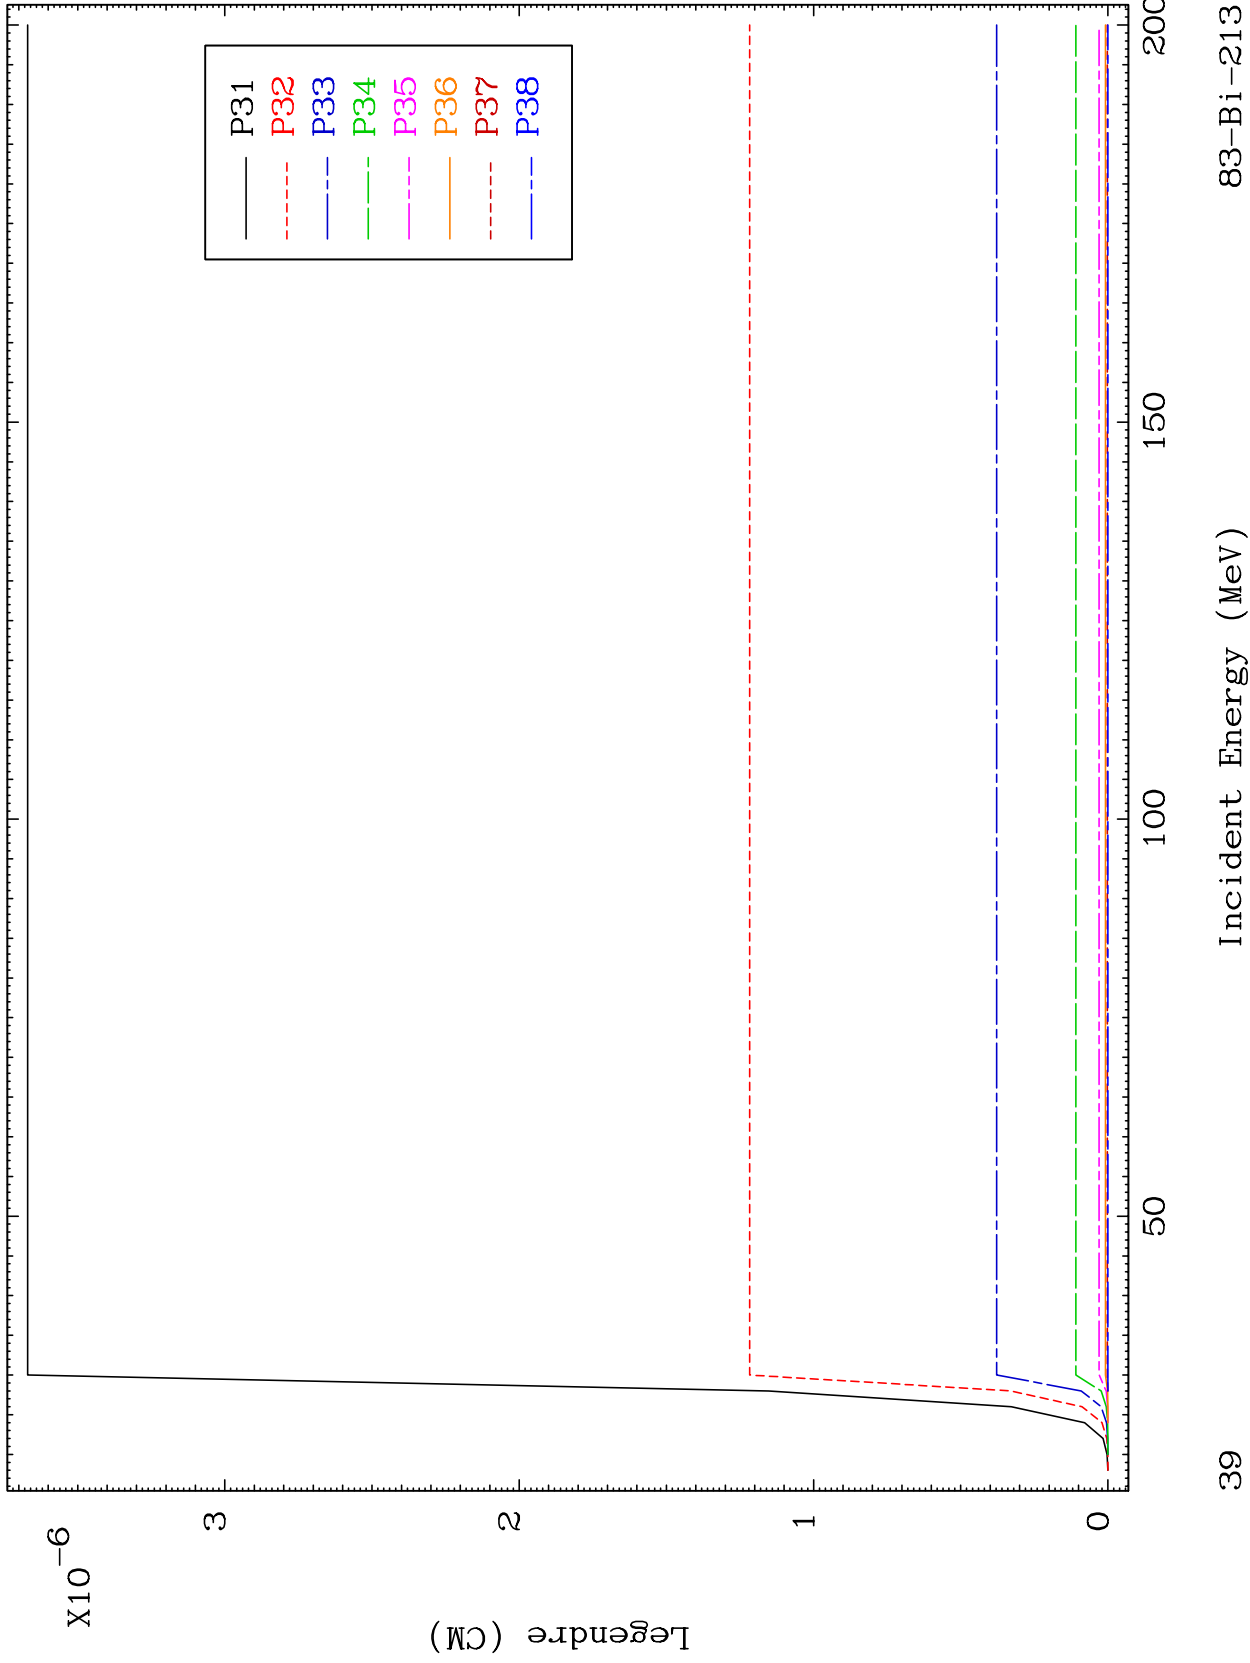 X10-6
3
2
1
0
Legendre (CM)
P31
P32
P33
P34
P35
P36
P37
P38
50
100
150
200
Incident Energy (MeV)
39
83-Bi-213